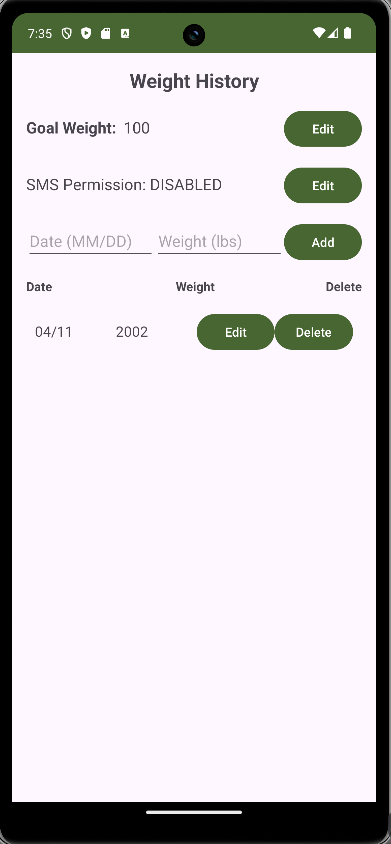 7:35
Weight History
Goal Weight: 100 Edit
SMS Permission: DISABLED Edit
Date (MM/DD) Weight (lbs) Add
Date Weight Delete
04/11 2002 Edit Delete